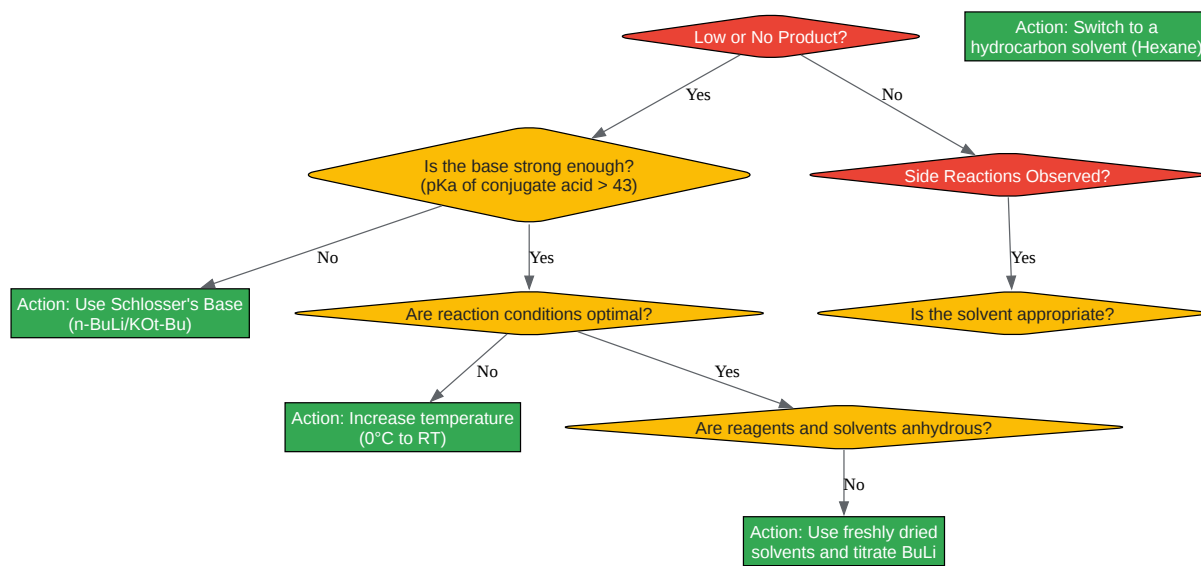 Low or No Product?
Action: Switch to a
hydrocarbon solvent (Hexane)
Yes
No
Is the base strong enough?
(pKa of conjugate acid > 43)
Side Reactions Observed?
No
Yes
Yes
Action: Use Schlosser's Base
(n-BuLi/KOt-Bu)
Are reaction conditions optimal?
Is the solvent appropriate?
No
Yes
Action: Increase temperature
(0°C to RT)
Are reagents and solvents anhydrous?
No
Action: Use freshly dried
solvents and titrate BuLi